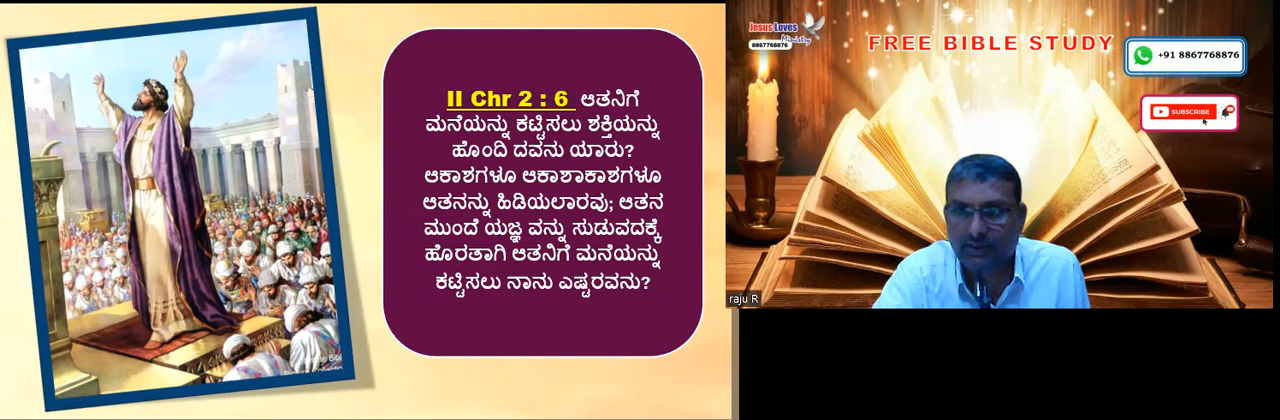 II Chr 2 : 6 ಆತನಿಗೆ
ಮನೆಯನ್ನು ಕಟ್ಟಿಸಲು ಶಕ್ತಿಯನ್ನು
ಹೊಂದಿ ದವನು ಯಾರು?
ಆಕಾಶಗಳೂ ಆಕಾಶಾಕಾಶಗಳೂ
ಆತನನ್ನು ಹಿಡಿಯಲಾರವು; ಆತನ
ಮುಂದೆ ಯಜ್ಞ ವನ್ನು ಸುಡುವದಕ್ಕೆ
ಹೊರತಾಗಿ ಆತನಿಗೆ ಮನೆಯನ್ನು
ಕಟ್ಟಿಸಲು ನಾನು ಎಷ್ಟರವನು?
Jesus Loves
Ministry
8867768876
FREE BIBLE STUDY
+91 8867768876
SUBSCRIBE
raju R